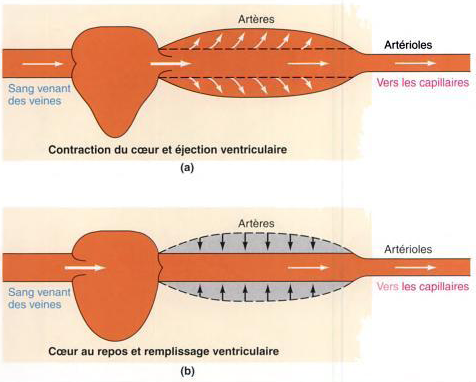 Artères
Artérioles
Sang venant
des veines
Vers les capillaires
Contraction du cœur et éjection ventriculaire
(a)
Artères
Artérioles
Sang venant
des veines
Vers les capillaires
Cœur au repos et remplissage ventriculaire
(b)